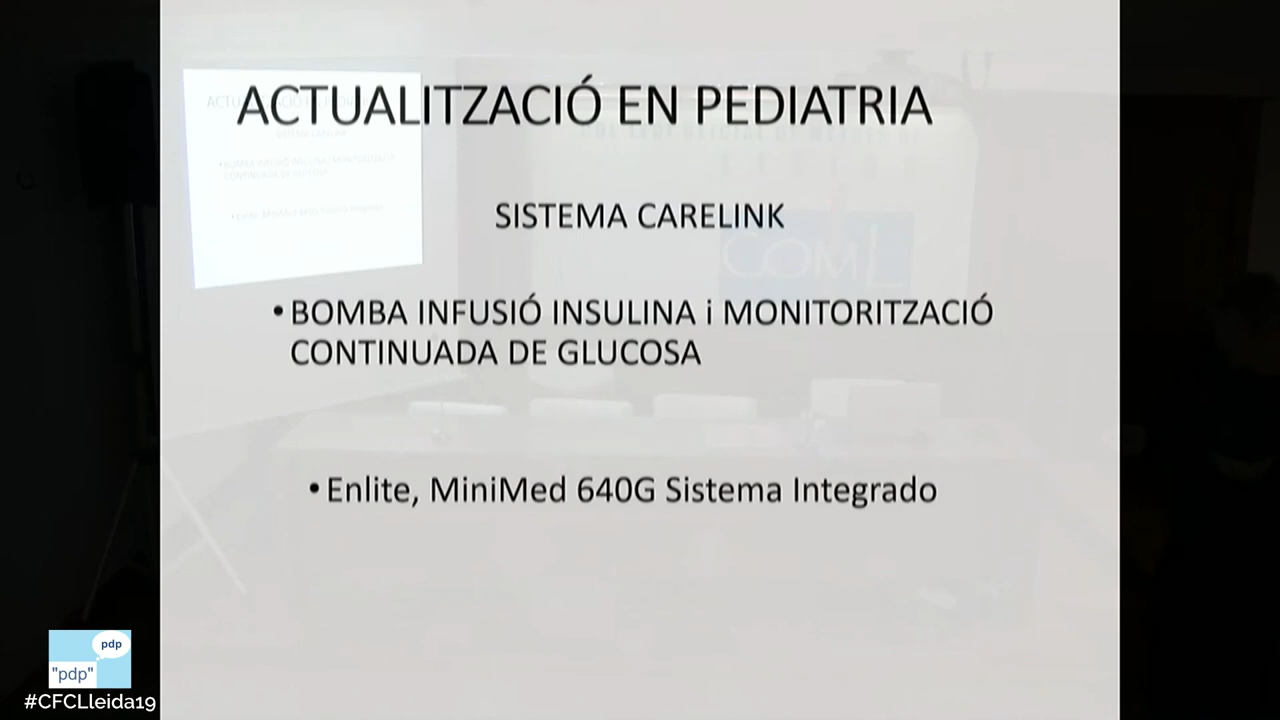 ACTUALITZACIÓ EN PEDIATRIA
SISTEMA CARELINK
•BOMBA INFUSIÓ INSULINA i MONITORITZACIÓ
CONTINUADA DE GLUCOSA
•Enlite, MiniMed 640G Sistema Integrado
COML
pdp
"pdp"
#CFCLleida19